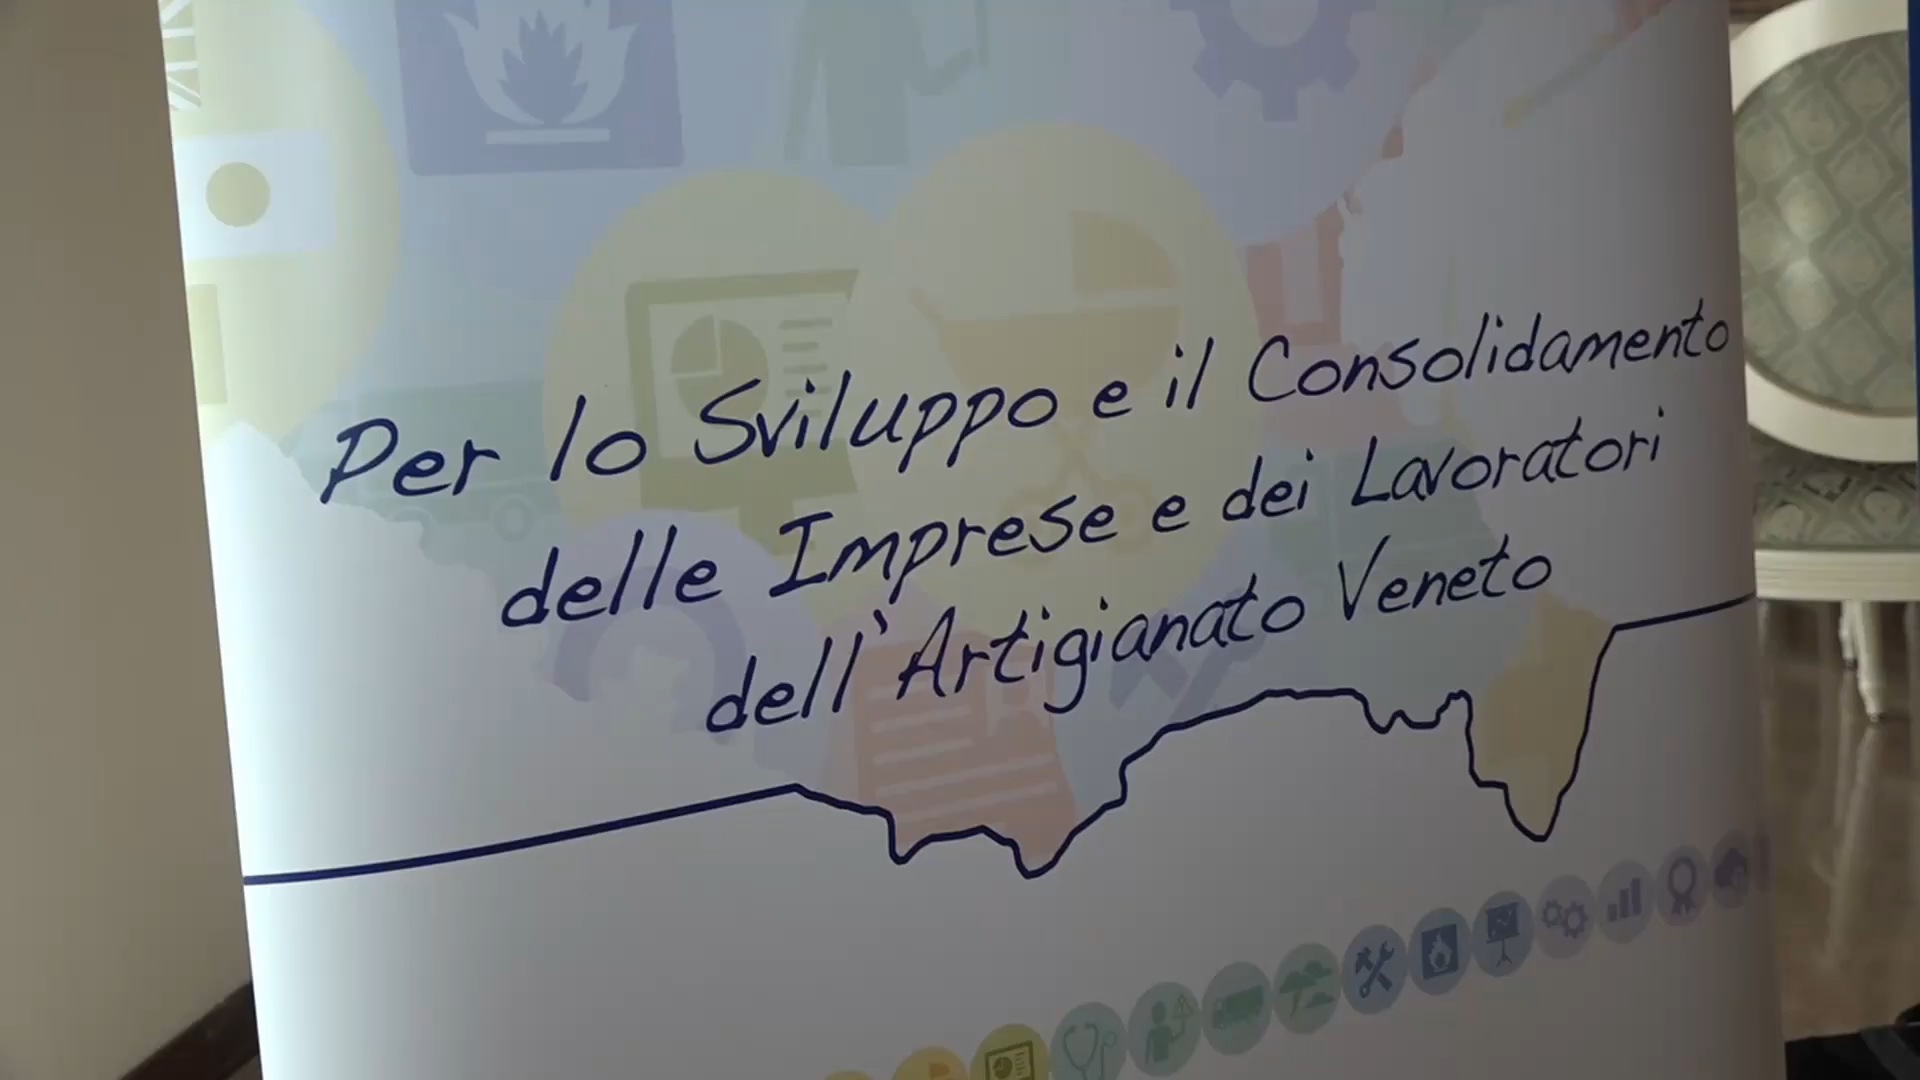 Per lo Sviluppo e il Consolidamento
delle Imprese e dei Lavoratori
dell'Artigianato Veneto